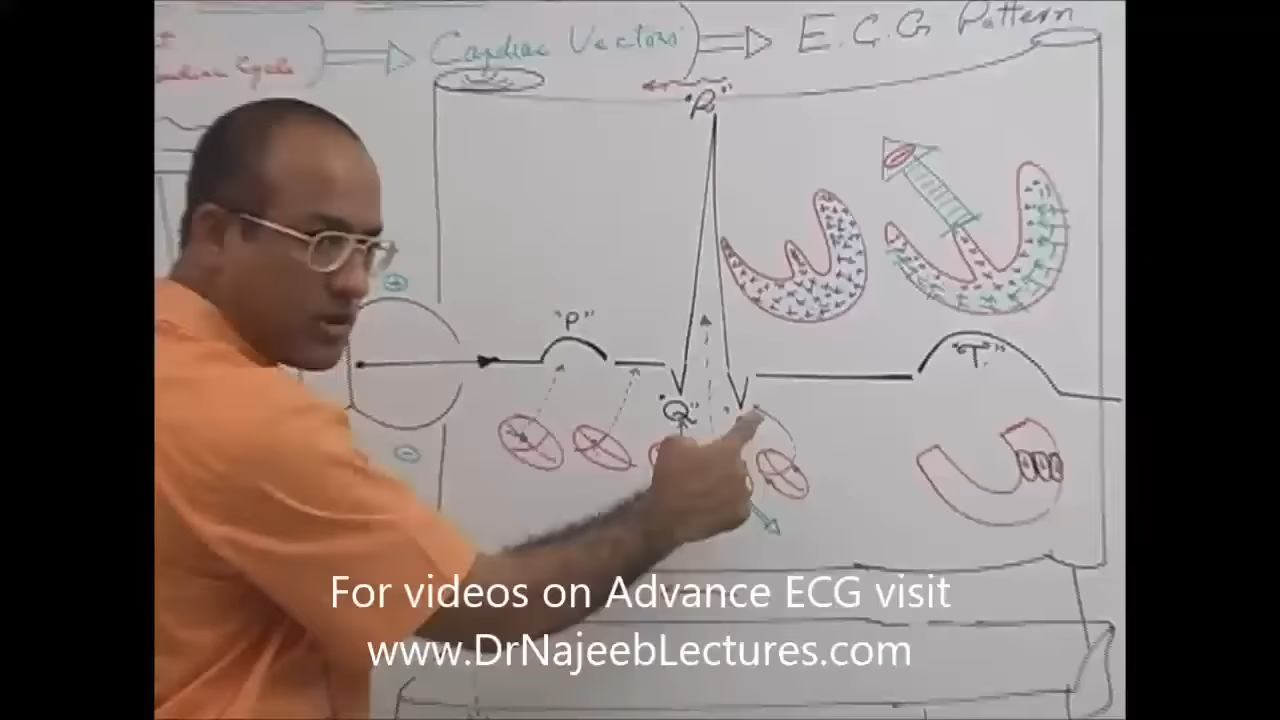 Cardiac Vectors
E.C.G Pattern
"R"
"P"
"T"
"Q"
For videos on Advance ECG visit
www.DrNajeebLectures.com